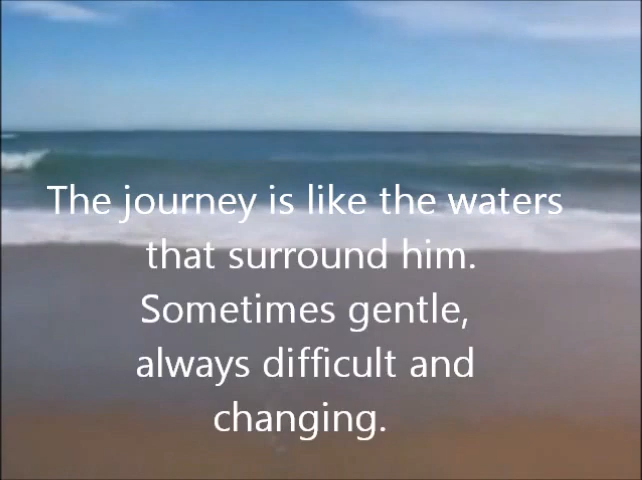 The journey is like the waters
that surround him.
Sometimes gentle,
always difficult and
changing.